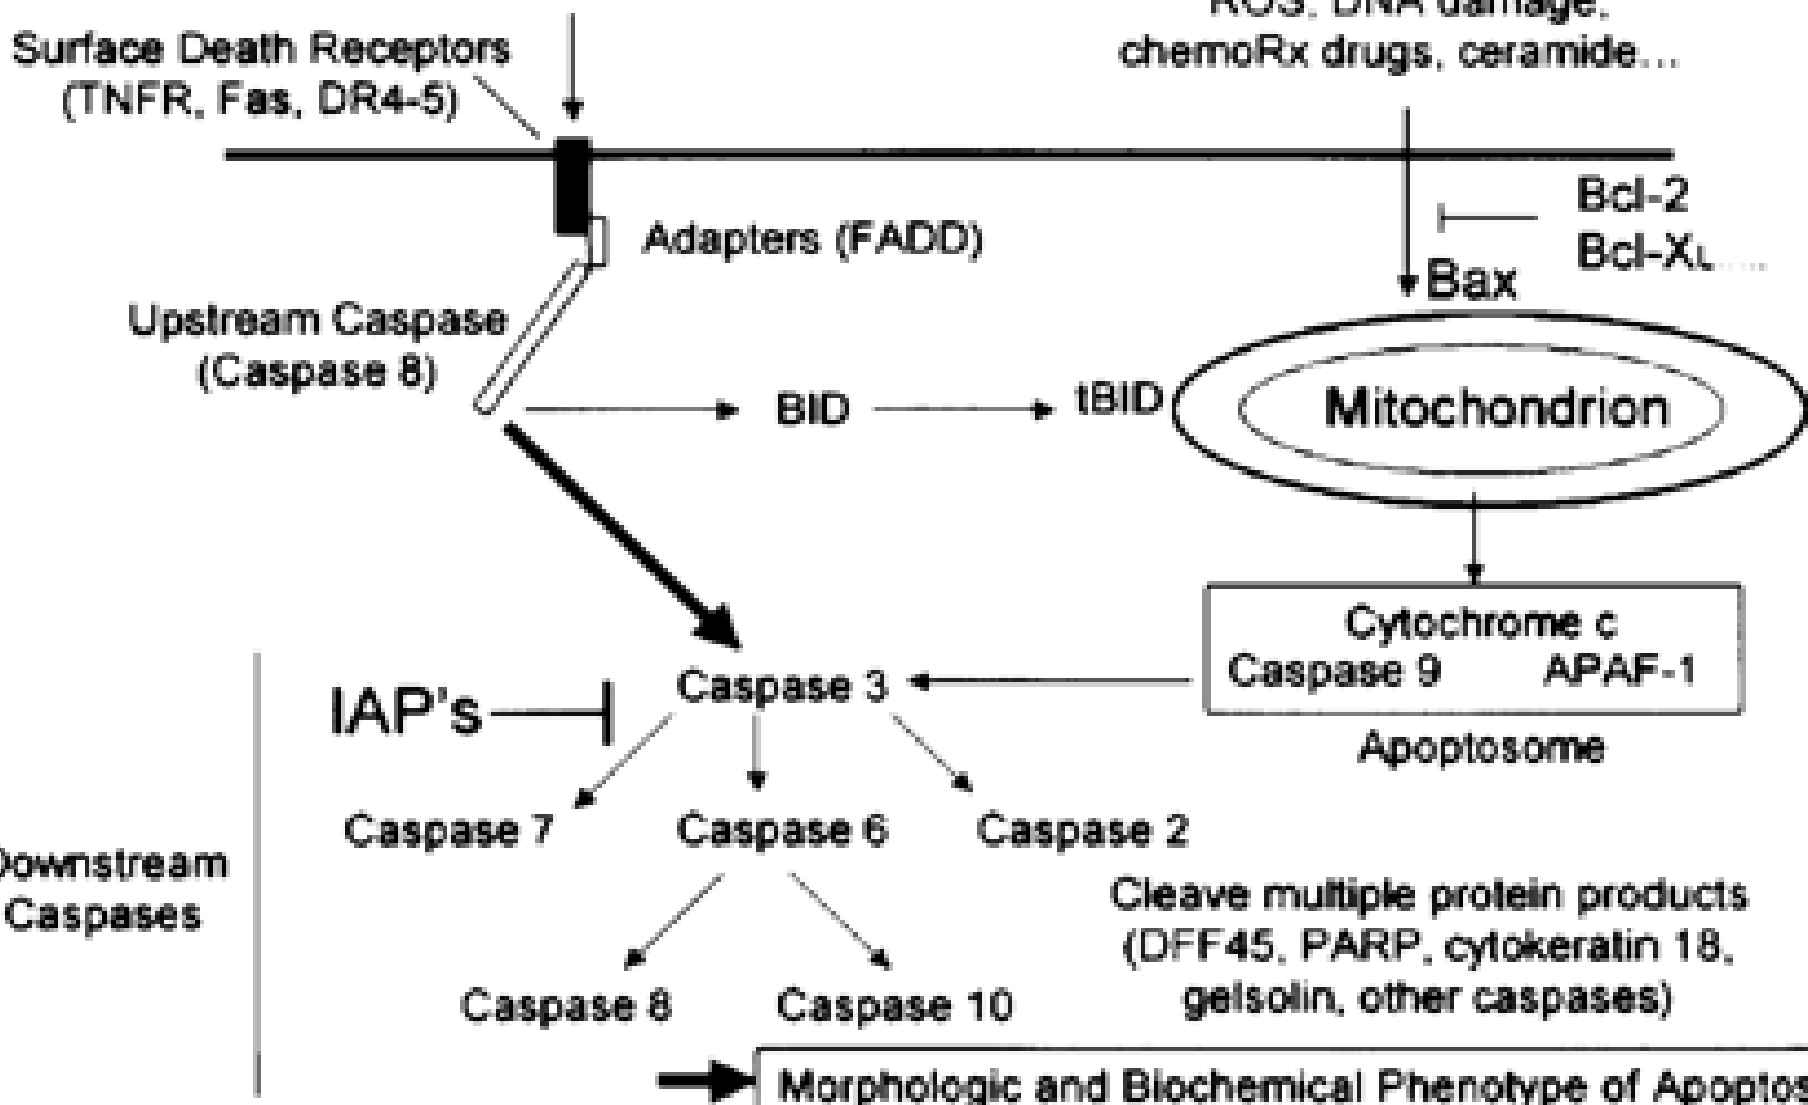 ROS, DNA damage,
chemoRx drugs, ceramide...
Surface Death Receptors
(TNFR, Fas, DR4-5)
Bcl-2
Bcl-XL
Adapters (FADD)
Bax
Upstream Caspase
(Caspase 8)
BID
tBID
Mitochondrion
Cytochrome c
Caspase 9 APAF-1
Apoptosome
Caspase 3
IAP's
Caspase 7 Caspase 6 Caspase 2
Downstream
Caspases
Cleave multiple protein products
(DFF45, PARP, cytokeratin 18,
gelsolin, other caspases)
Caspase 8 Caspase 10
Morphologic and Biochemical Phenotype of Apoptos